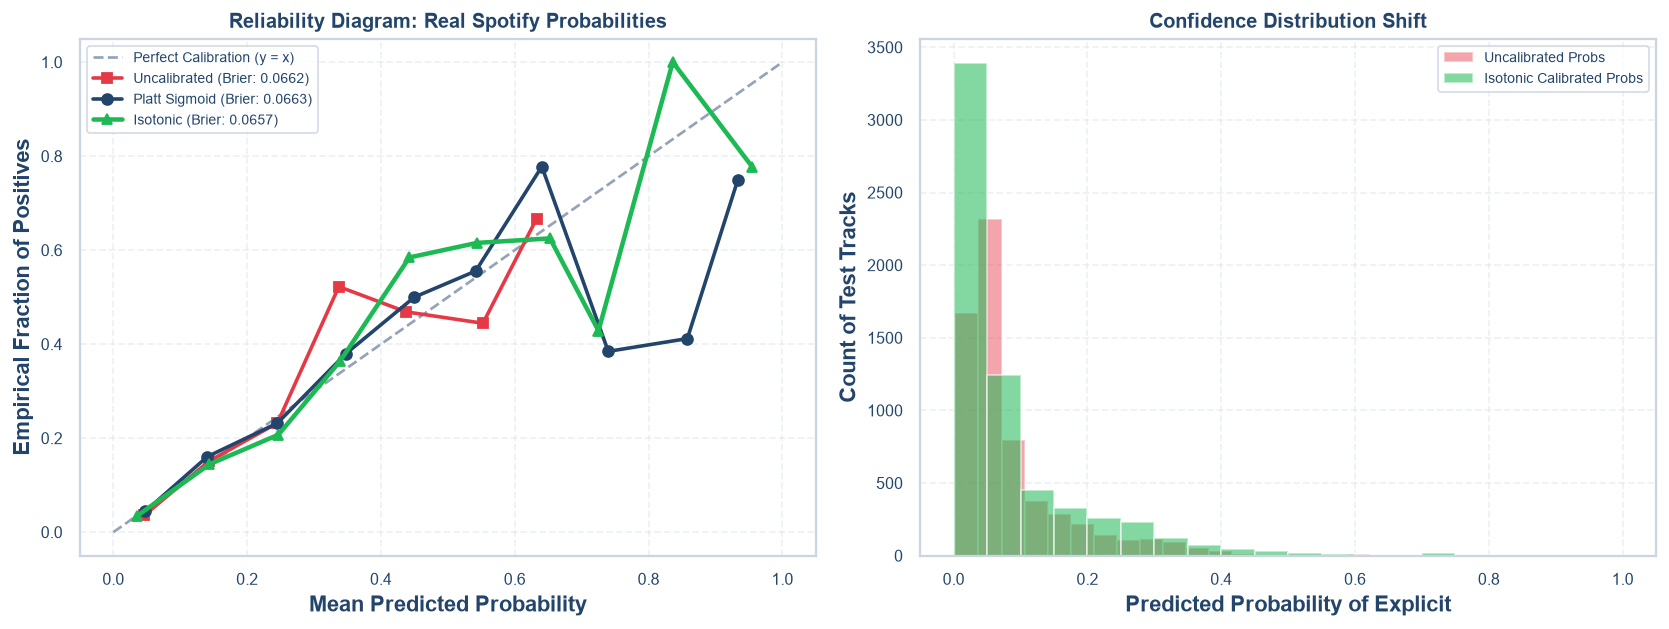 Reliability Diagram: Real Spotify Probabilities
Perfect Calibration (y = x)
Uncalibrated (Brier: 0.0662)
Platt Sigmoid (Brier: 0.0663)
Isotonic (Brier: 0.0657)
Empirical Fraction of Positives
1.0
0.8
0.6
0.4
0.2
0.0
0.0 0.2 0.4 0.6 0.8 1.0
Mean Predicted Probability
Confidence Distribution Shift
Uncalibrated Probs
Isotonic Calibrated Probs
Count of Test Tracks
3500
3000
2500
2000
1500
1000
500
0
0.0 0.2 0.4 0.6 0.8 1.0
Predicted Probability of Explicit